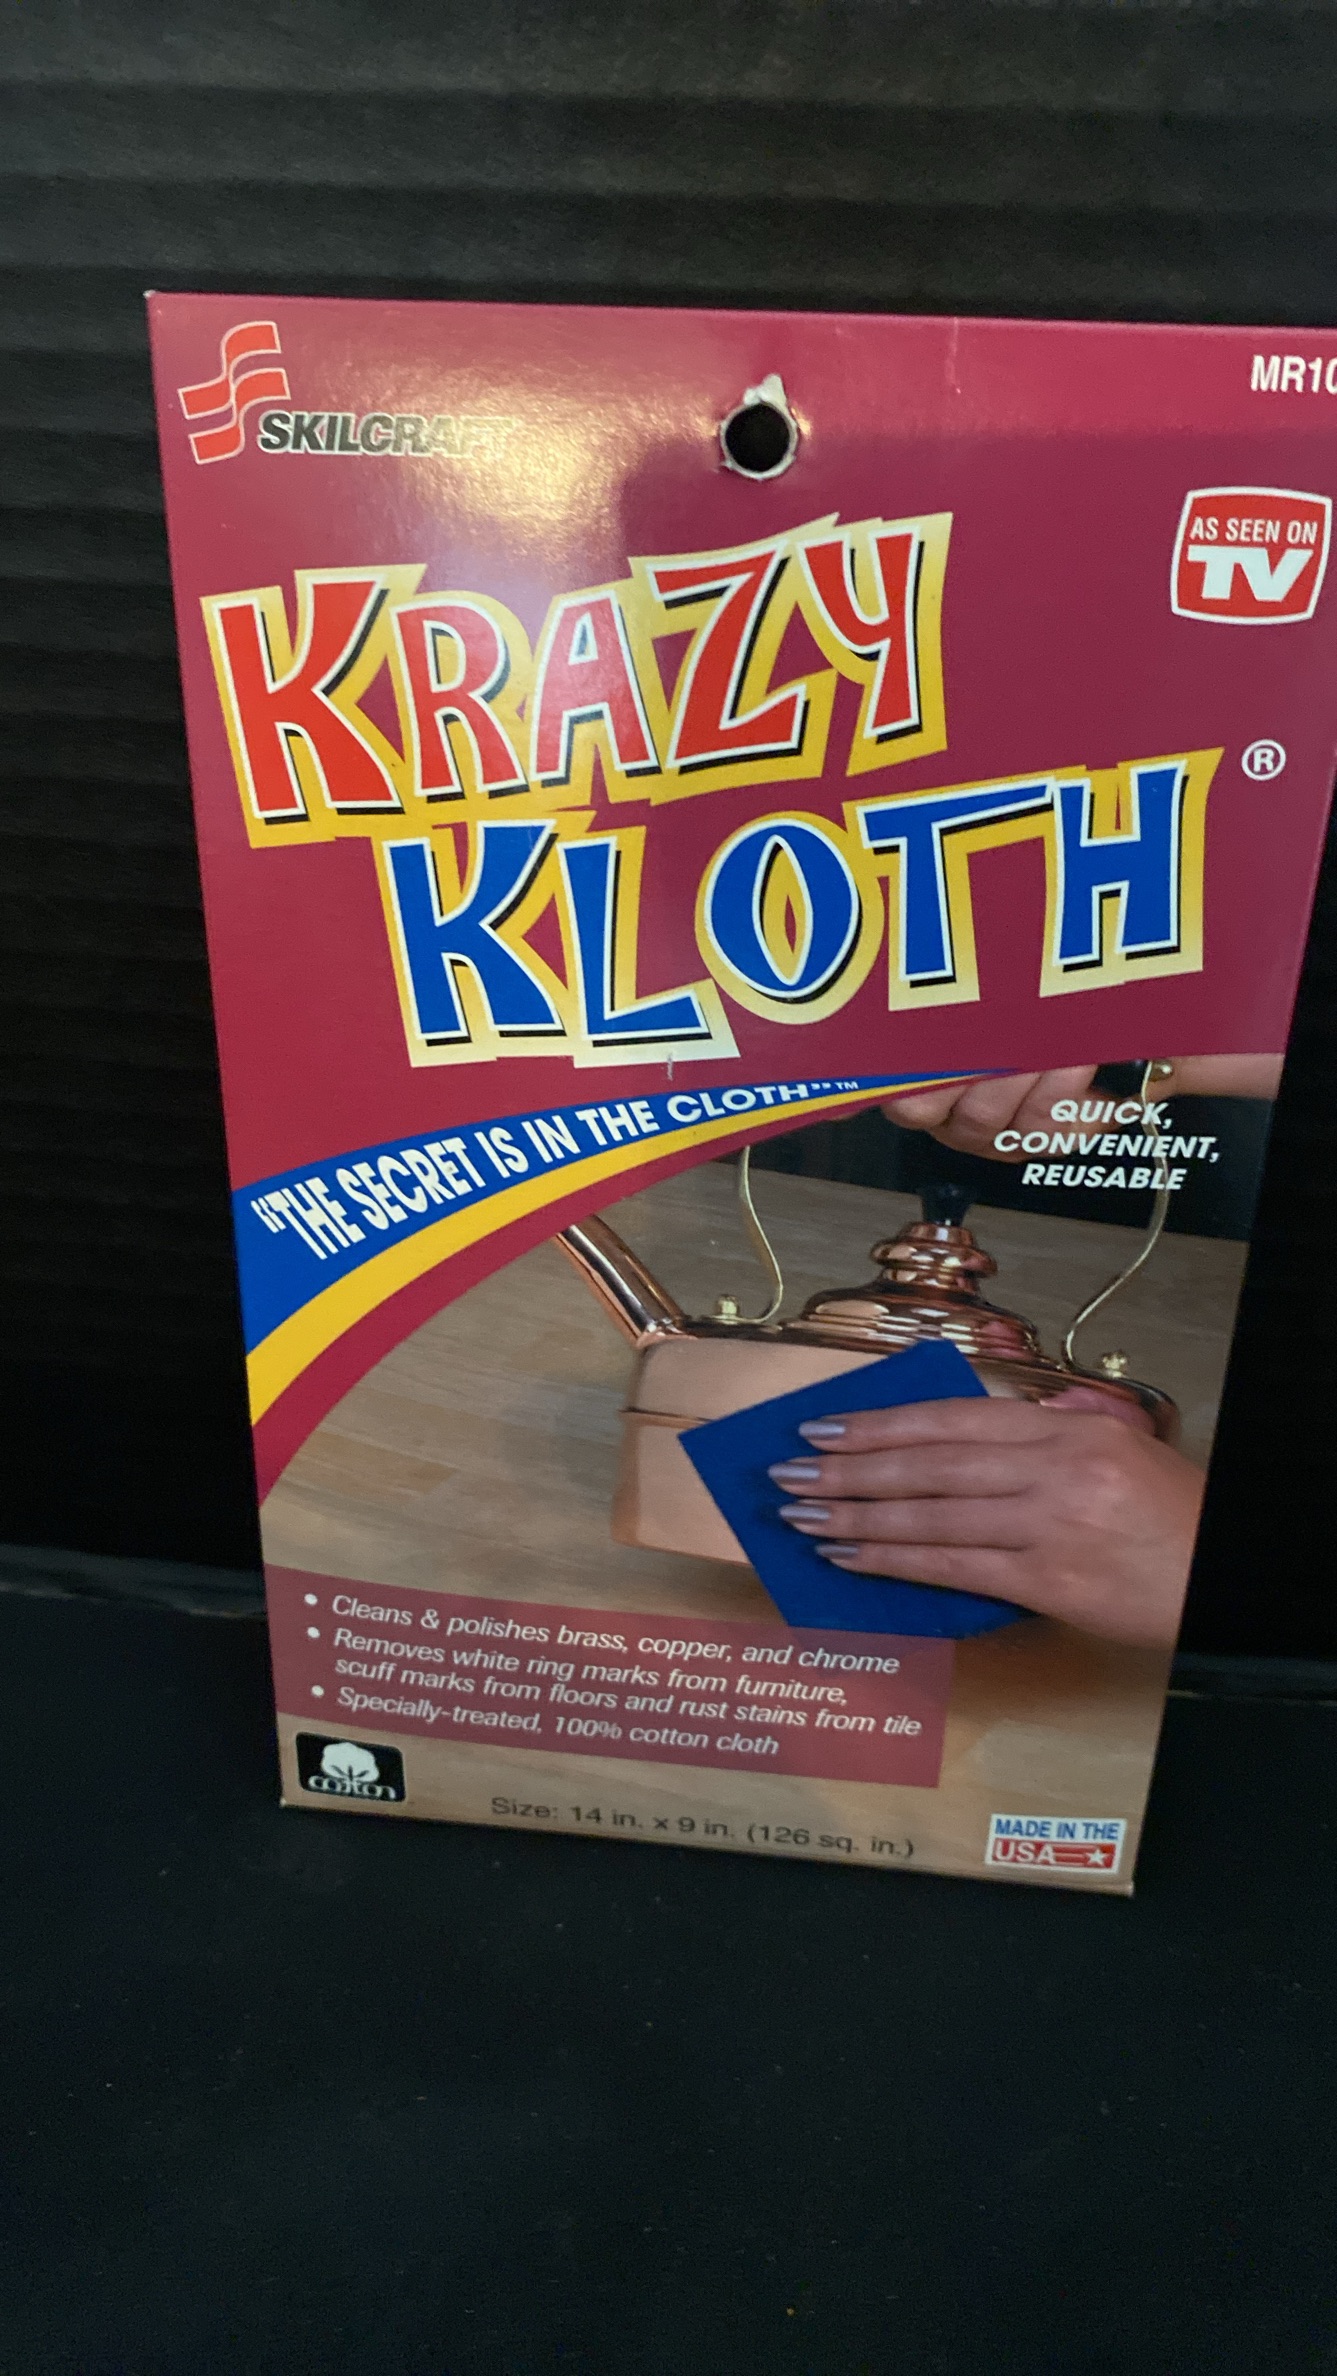 SKILCRAFT
MR10
AS SEEN ON
TV
KRAZY
KLOTH ®
"THE SECRET IS IN THE CLOTH"™
QUICK,
CONVENIENT,
REUSABLE
• Cleans & polishes brass, copper, and chrome
• Removes white ring marks from furniture,
scuff marks from floors and rust stains from tile
• Specially-treated, 100% cotton cloth
cotton
Size: 14 in. x 9 in. (126 sq. in.)
MADE IN THE
USA